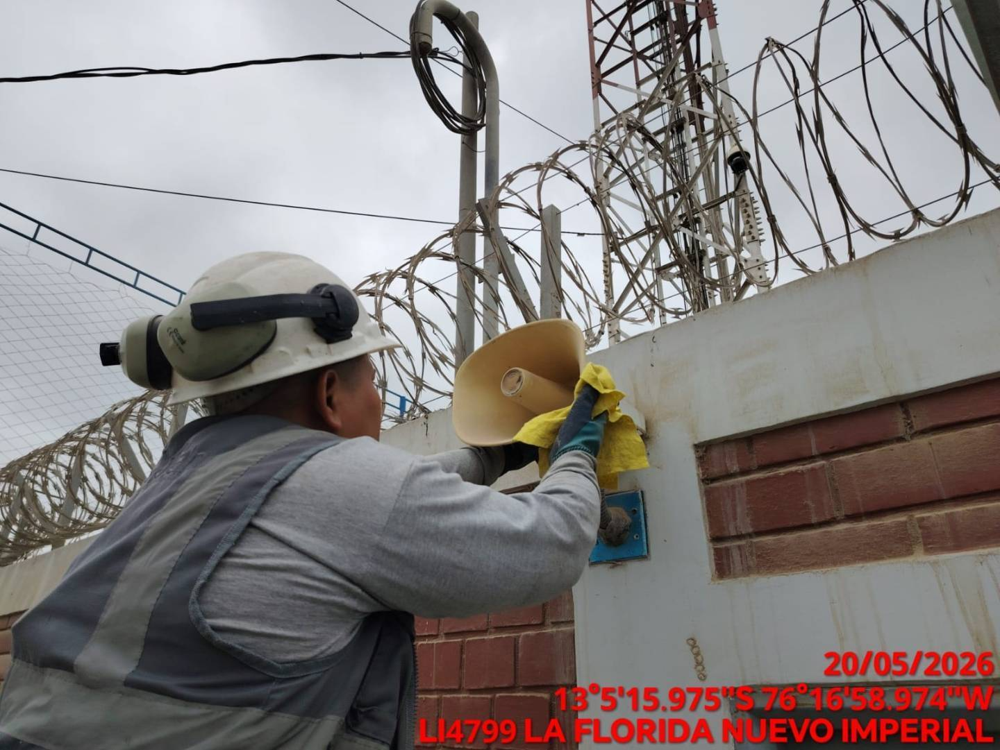 20/05/2026
13°5'15.975"S 76°16'58.974"W
LI4799 LA FLORIDA NUEVO IMPERIAL